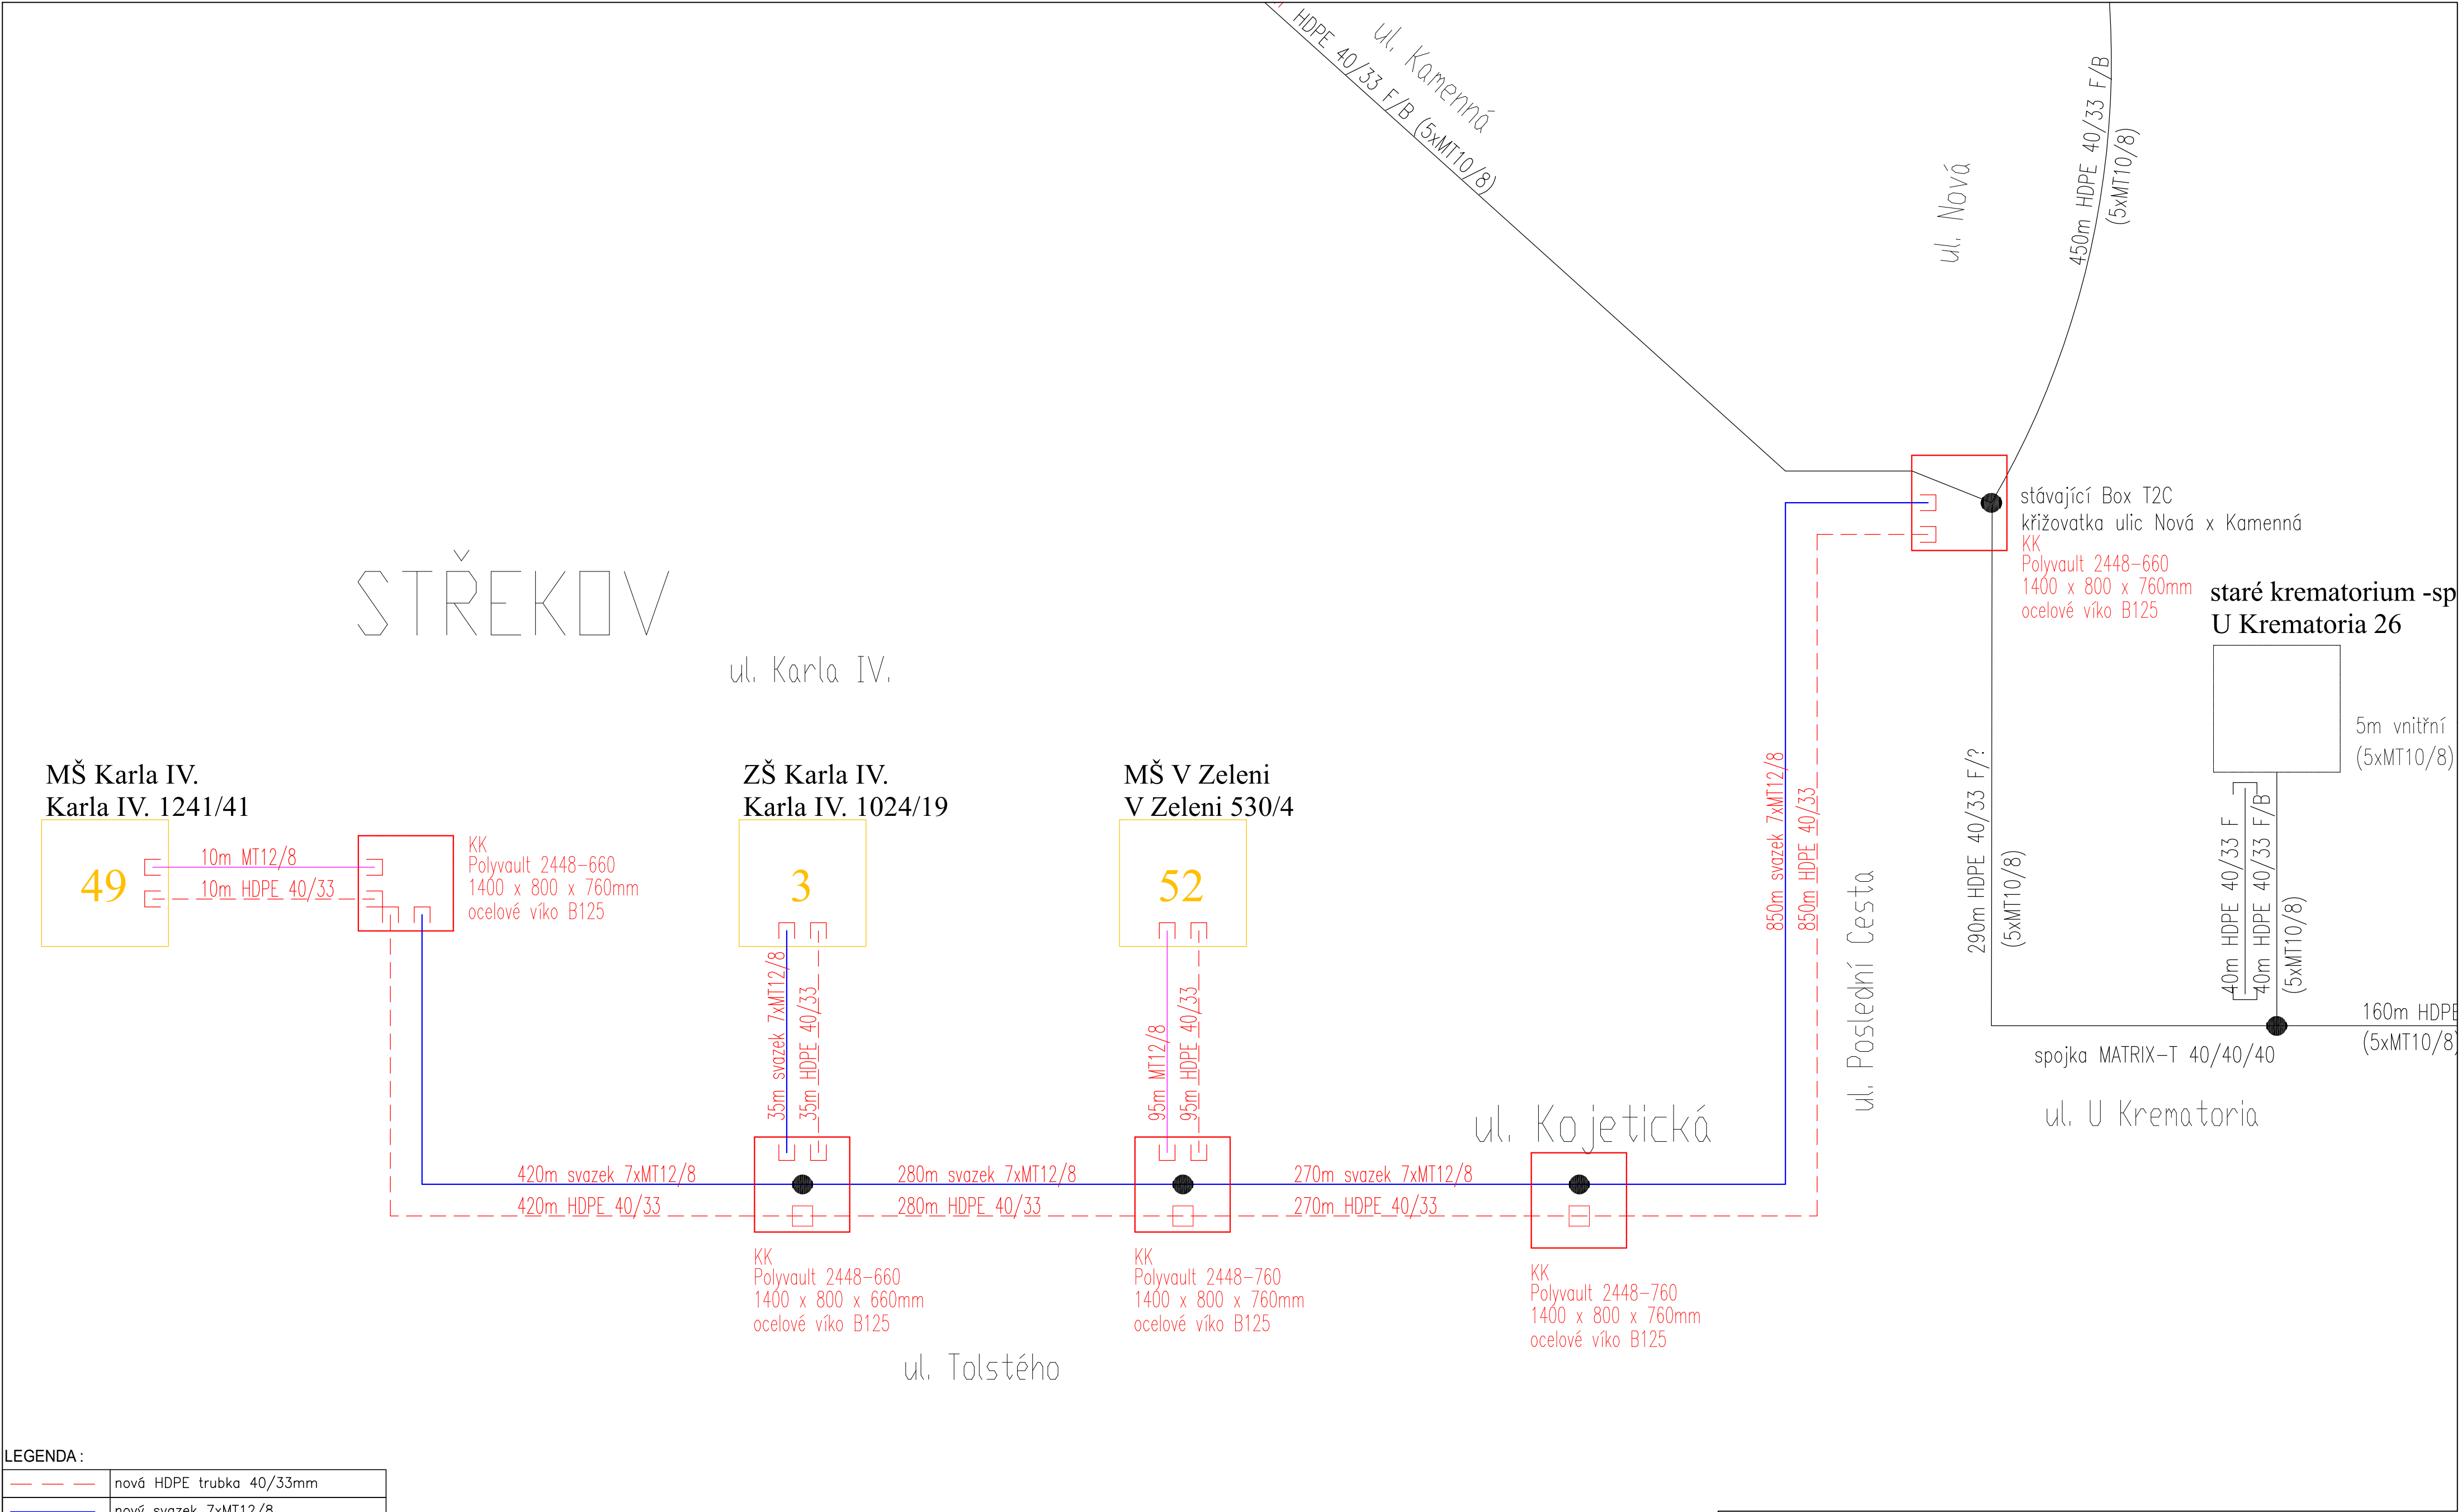 HDPE 40/33 F/B (5xMT10/8)
ul. Kamenná
ul. Nová
450m HDPE 40/33 F/B
(5xMT10/8)
stávající Box T2C
křižovatka ulic Nová x Kamenná
KK
Polyvault 2448-660
1400 x 800 x 760mm
ocelové víko B125
staré krematorium -sp
U Krematoria 26
5m vnitřní
(5xMT10/8)
STŘEKOV
ul. Karla IV.
MŠ Karla IV.
Karla IV. 1241/41
49
10m MT12/8
10m HDPE 40/33
KK
Polyvault 2448-660
1400 x 800 x 760mm
ocelové víko B125
ZŠ Karla IV.
Karla IV. 1024/19
3
35m svazek 7xMT12/8
35m HDPE 40/33
MŠ V Zeleni
V Zeleni 530/4
52
95m MT12/8
95m HDPE 40/33
850m svazek 7xMT12/8
850m HDPE 40/33
ul. Poslední Cesta
290m HDPE 40/33 F/?
(5xMT10/8)
40m HDPE 40/33 F
40m HDPE 40/33 F/B
(5xMT10/8)
160m HDPE
(5xMT10/8)
spojka MATRIX-T 40/40/40
ul. U Krematoria
ul. Kojetická
420m svazek 7xMT12/8
420m HDPE 40/33
280m svazek 7xMT12/8
280m HDPE 40/33
270m svazek 7xMT12/8
270m HDPE 40/33
KK
Polyvault 2448-660
1400 x 800 x 660mm
ocelové víko B125
KK
Polyvault 2448-760
1400 x 800 x 760mm
ocelové víko B125
KK
Polyvault 2448-760
1400 x 800 x 760mm
ocelové víko B125
ul. Tolstého
LEGENDA :
nová HDPE trubka 40/33mm
nový svazek 7xMT12/8